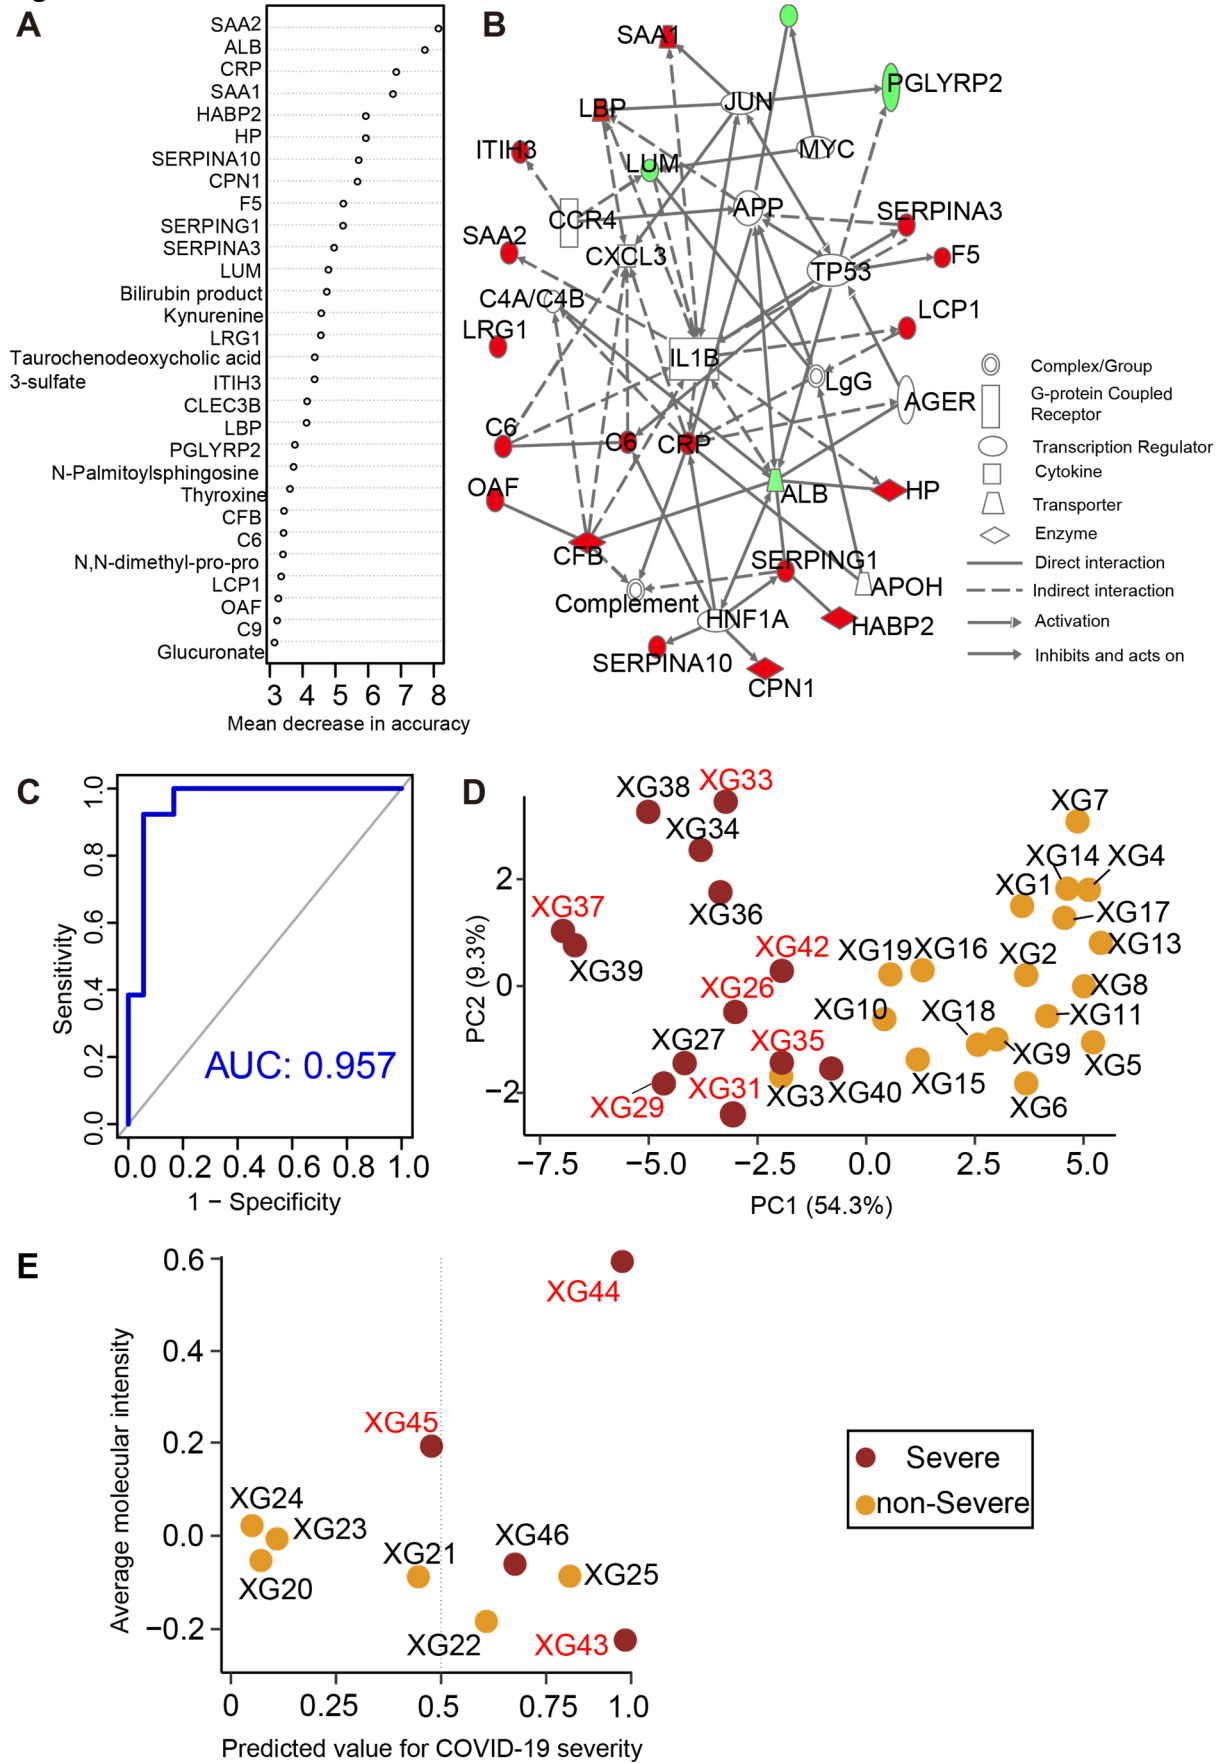 A
SAA2
ALB
CRP
SAA1
HABP2
HP
SERPINA10
CPN1
F5
SERPING1
SERPINA3
LUM
Bilirubin product
Kynurenine
LRG1
Taurochenodeoxycholic acid
3-sulfate
ITIH3
CLEC3B
LBP
PGLYRP2
N-Palmitoylsphingosine
Thyroxine
CFB
C6
N,N-dimethyl-pro-pro
LCP1
OAF
C9
Glucuronate
3 4 5 6 7 8
Mean decrease in accuracy
B
SAA1
PGLYRP2
JUN
LBP
MYC
ITIH3
LUM
APP
SERPINA3
CCR4
SAA2
CXCL3
F5
TP53
C4A/C4B
LCP1
LRG1
IL1B
LgG
AGER
C6
C6
CRP
OAF
ALB
HP
CFB
SERPING1
Complement
APOH
HNF1A
HABP2
SERPINA10
CPN1
Complex/Group
G-protein Coupled
Receptor
Transcription Regulator
Cytokine
Transporter
Enzyme
Direct interaction
Indirect interaction
Activation
Inhibits and acts on
C
1.0
0.8
0.6
0.4
0.2
0.0
Sensitivity
AUC: 0.957
0.0 0.2 0.4 0.6 0.8 1.0
1 − Specificity
D
XG38
XG33
XG7
XG34
XG14
XG4
XG1
XG36
XG17
XG37
XG39
XG42
XG19
XG16
XG2
XG13
XG26
XG8
XG10
XG18
XG11
XG27
XG35
XG9
XG5
XG29
XG31
XG3
XG40
XG15
XG6
2
0
−2
PC2 (9.3%)
−7.5 −5.0 −2.5 0.0 2.5 5.0
PC1 (54.3%)
E
0.6
0.4
0.2
0.0
−0.2
Average molecular intensity
XG44
XG45
XG24
XG23
XG20
XG21
XG46
XG25
XG22
XG43
0 0.25 0.5 0.75 1.0
Predicted value for COVID-19 severity
Severe
non-Severe